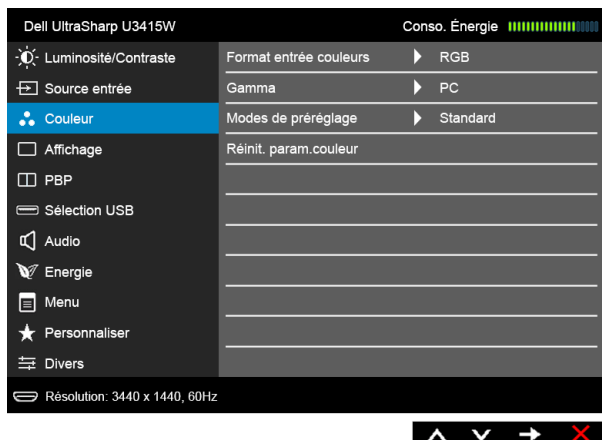 Dell UltraSharp U3415W Conso. Énergie
Luminosité/Contraste
Format entrée couleurs RGB
Source entrée
Gamma PC
Couleur
Modes de préréglage Standard
Affichage
Réinit. param.couleur
PBP
Sélection USB
Audio
Energie
Menu
Personnaliser
Divers
Résolution: 3440 x 1440, 60Hz